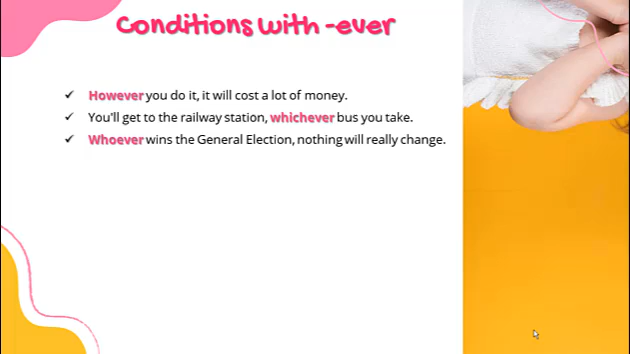 Conditions with -ever
However you do it, it will cost a lot of money.
You'll get to the railway station, whichever bus you take.
Whoever wins the General Election, nothing will really change.